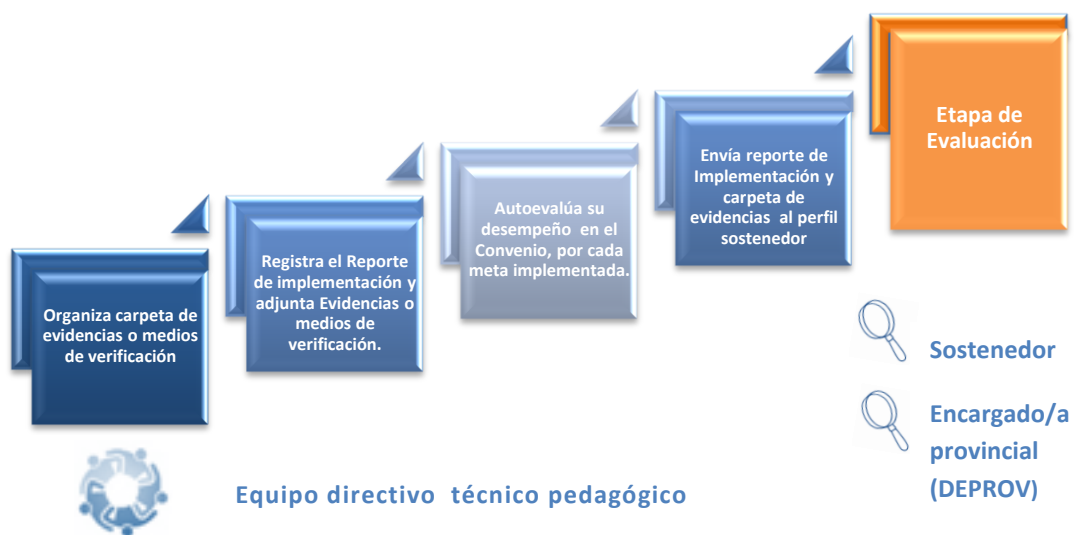 Organiza carpeta de
evidencias o medios
de verificación
Registra el Reporte
de implementación y
adjunta Evidencias o
medios de
verificación.
Autoevalúa su
desempeño en el
Convenio, por cada
meta implementada.
Envía reporte de
Implementación y
carpeta de
evidencias al perfil
sostenedor
Etapa de
Evaluación
Sostenedor
Encargado/a
provincial
(DEPROV)
Equipo directivo técnico pedagógico